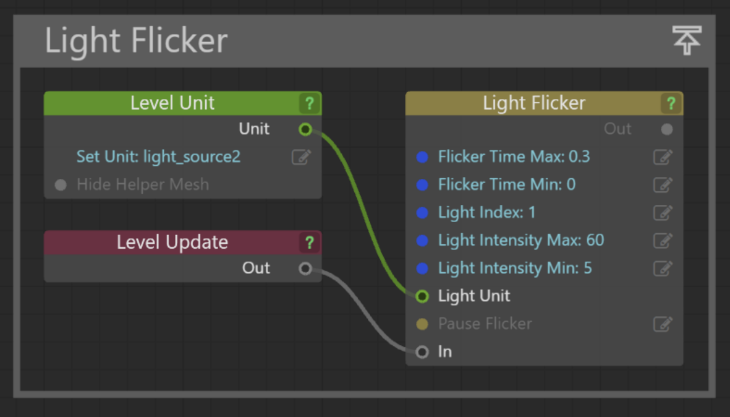 Light Flicker
Level Unit ?
Unit
Set Unit: light_source2
Hide Helper Mesh
Level Update ?
Out
Light Flicker ?
Out
Flicker Time Max: 0.3
Flicker Time Min: 0
Light Index: 1
Light Intensity Max: 60
Light Intensity Min: 5
Light Unit
Pause Flicker
In